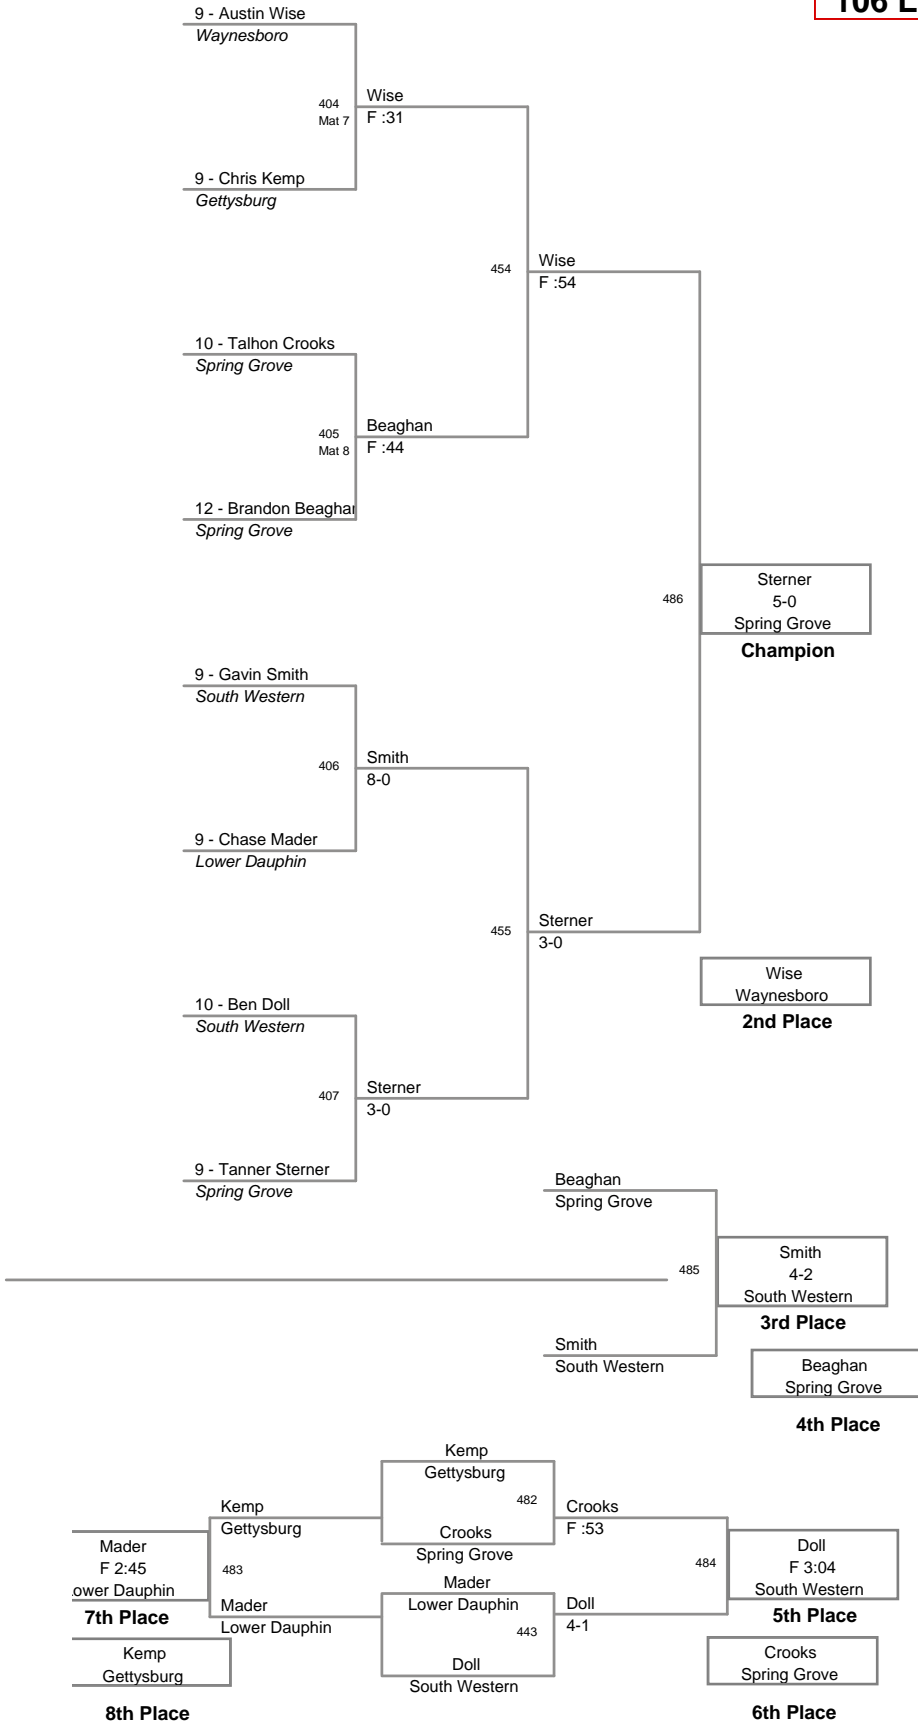 106 L
9 - Austin Wise
Waynesboro
404
Mat 7
Wise
F :31
9 - Chris Kemp
Gettysburg
454
Wise
F :54
10 - Talhon Crooks
Spring Grove
405
Mat 8
Beaghan
F :44
12 - Brandon Beaghan
Spring Grove
486
Sterner
5-0
Spring Grove
Champion
9 - Gavin Smith
South Western
406
Smith
8-0
9 - Chase Mader
Lower Dauphin
455
Sterner
3-0
Wise
Waynesboro
2nd Place
10 - Ben Doll
South Western
407
Sterner
3-0
9 - Tanner Sterner
Spring Grove
Beaghan
Spring Grove
485
Smith
4-2
South Western
3rd Place
Smith
South Western
Beaghan
Spring Grove
4th Place
Kemp
Gettysburg
482
Crooks
Spring Grove
Kemp
Gettysburg
483
Mader
Lower Dauphin
Mader
F 2:45
ower Dauphin
7th Place
Kemp
Gettysburg
8th Place
Mader
Lower Dauphin
443
Doll
South Western
Crooks
F :53
484
Doll
4-1
Doll
F 3:04
South Western
5th Place
Crooks
Spring Grove
6th Place